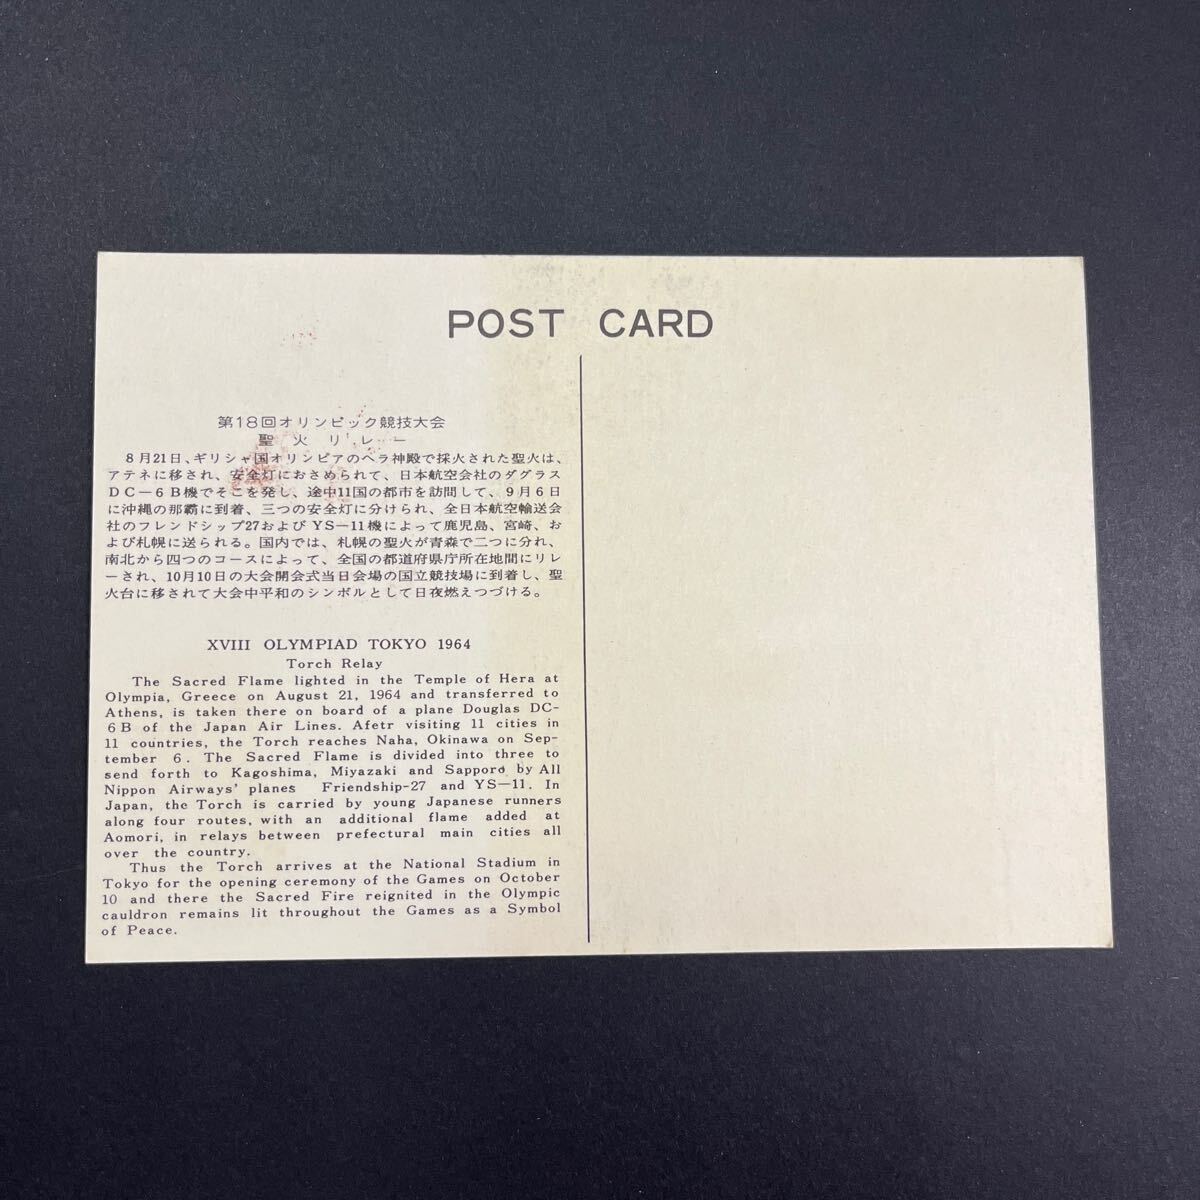 POST CARD
第18回オリンピック競技大会
聖火リレー
8月21日、ギリシャ国オリンピアのヘラ神殿で採火された聖火は、
アテネに移され、安全灯におさめられて、日本航空会社のダグラス
DC—6B機でそこを発し、途中11国の都市を訪問して、9月6日
に沖縄の那覇に到着、三つの安全灯に分けられ、全日本航空輸送会
社のフレンドシップ27およびYS—11機によって鹿児島、宮崎、お
よび札幌に送られる。国内では、札幌の聖火が青森で二つに分れ、
南北から四つのコースによって、全国の都道府県庁所在地間にリレ
ーされ、10月10日の大会開会式当日会場の国立競技場に到着し、聖
火台に移されて大会中平和のシンボルとして日夜燃えつづける。
XVIII OLYMPIAD TOKYO 1964
Torch Relay
The Sacred Flame lighted in the Temple of Hera at
Olympia, Greece on August 21, 1964 and transferred to
Athens, is taken there on board of a plane Douglas DC-
6B of the Japan Air Lines. Afetr visiting 11 cities in
11 countries, the Torch reaches Naha, Okinawa on Sep-
tember 6. The Sacred Flame is divided into three to
send forth to Kagoshima, Miyazaki and Sapporo by All
Nippon Airways' planes Friendship-27 and YS—11. In
Japan, the Torch is carried by young Japanese runners
along four routes, with an additional flame added at
Aomori, in relays between prefectural main cities all
over the country.
Thus the Torch arrives at the National Stadium in
Tokyo for the opening ceremony of the Games on October
10 and there the Sacred Fire reignited in the Olympic
cauldron remains lit throughout the Games as a Symbol
of Peace.